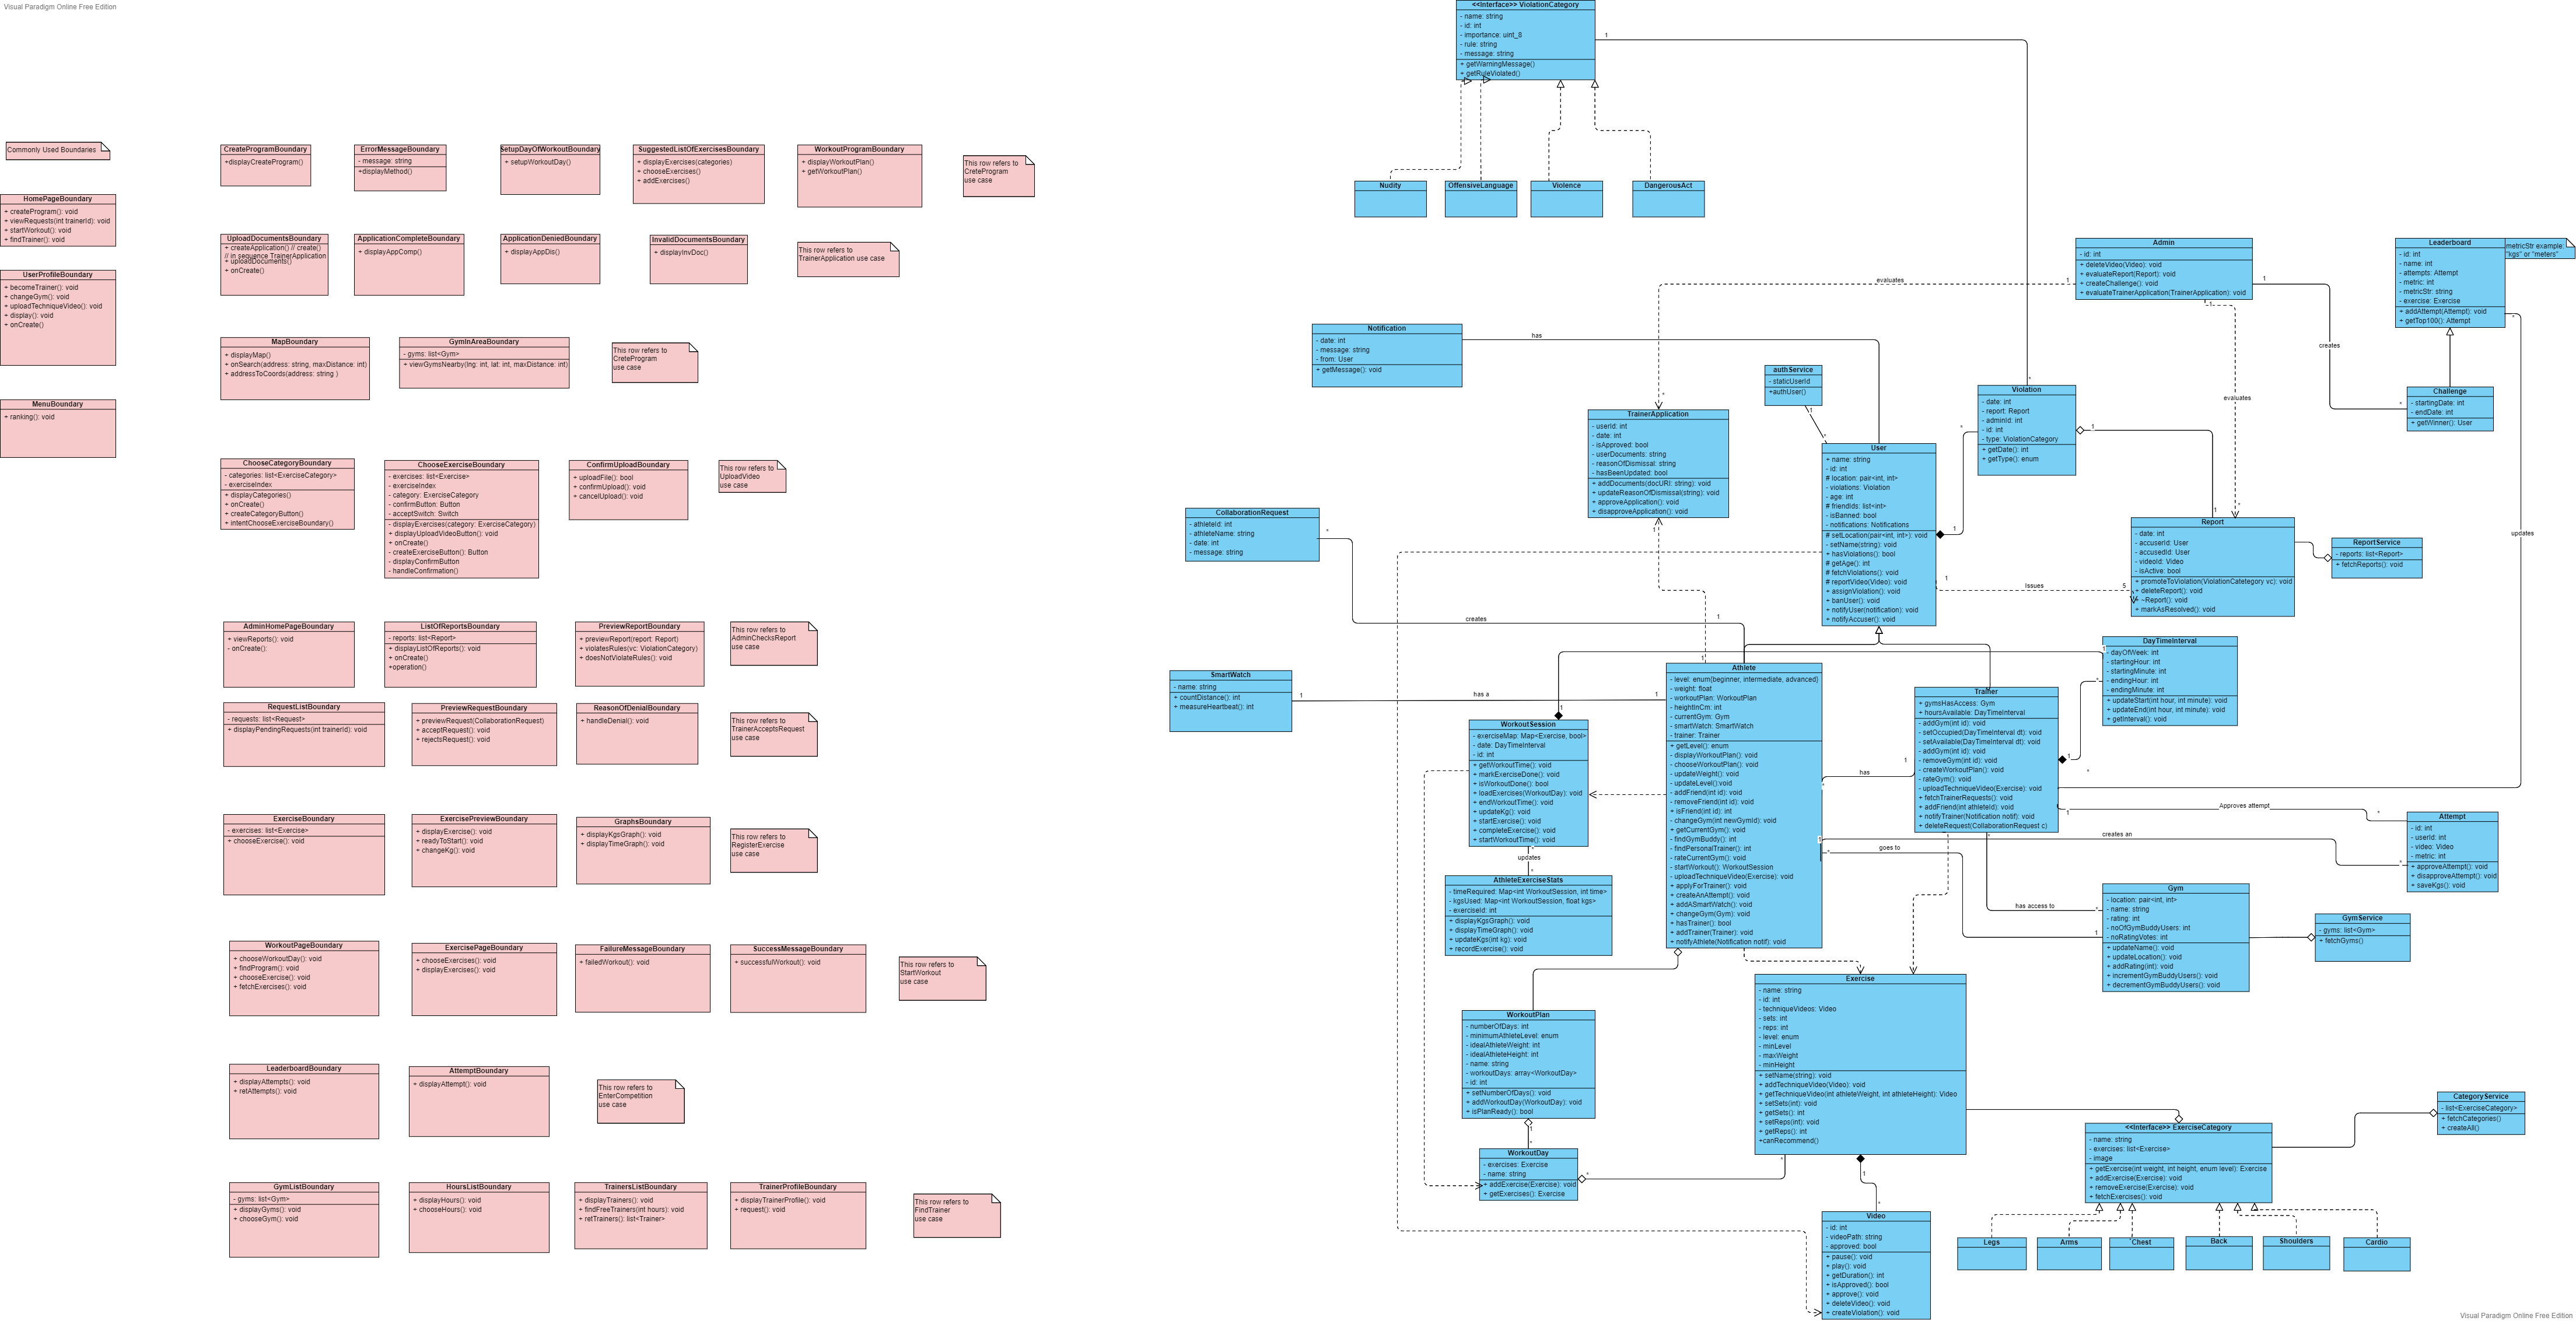 Visual Paradigm Online Free Edition
Commonly Used Boundaries
HomePageBoundary
+ createProgram(): void
+ viewRequests(int trainerId): void
+ startWorkout(): void
+ findTrainer(): void
UserProfileBoundary
+ becomeTrainer(): void
+ changeGym(): void
+ uploadTechniqueVideo(): void
+ display(): void
+ onCreate()
MenuBoundary
+ ranking(): void
CreateProgramBoundary
+displayCreateProgram()
ErrorMessageBoundary
- message: string
+displayMethod()
SetupDayOfWorkoutBoundary
+ setupWorkoutDay()
SuggestedListOfExercisesBoundary
+ displayExercises(categories)
+ chooseExercises()
+ addExercises()
WorkoutProgramBoundary
+ displayWorkoutPlan()
+ getWorkoutPlan()
This row refers to
CreteProgram
use case
UploadDocumentsBoundary
+ createApplication() // create()
// in sequence TrainerApplication
+ uploadDocuments()
+ onCreate()
ApplicationCompleteBoundary
+ displayAppComp()
ApplicationDeniedBoundary
+ displayAppDis()
InvalidDocumentsBoundary
+ displayInvDoc()
This row refers to
TrainerApplication use case
MapBoundary
+ displayMap()
+ onSearch(address: string, maxDistance: int)
+ addressToCoords(address: string )
GymInAreaBoundary
- gyms: list<Gym>
+ viewGymsNearby(lng: int, lat: int, maxDistance: int)
This row refers to
CreteProgram
use case
ChooseCategoryBoundary
- categories: list<ExerciseCategory>
- exerciseIndex
+ displayCategories()
+ onCreate()
+ createCategoryButton()
+ intentChooseExerciseBoundary()
ChooseExerciseBoundary
- exercises: list<Exercise>
- exerciseIndex
- category: ExerciseCategory
- confirmButton: Button
- acceptSwitch: Switch
- displayExercises(category: ExerciseCategory)
+ displayUploadVideoButton(): void
+ onCreate()
- createExerciseButton(): Button
- displayConfirmButton
- handleConfirmation()
ConfirmUploadBoundary
+ uploadFile(): bool
+ confirmUpload(): void
+ cancelUpload(): void
This row refers to
UploadVideo
use case
AdminHomePageBoundary
+ viewReports(): void
- onCreate():
ListOfReportsBoundary
- reports: list<Report>
+ displayListOfReports(): void
+ onCreate()
+operation()
PreviewReportBoundary
+ previewReport(report: Report)
+ violatesRules(vc: ViolationCategory)
+ doesNotViolateRules(): void
This row refers to
AdminChecksReport
use case
RequestListBoundary
- requests: list<Request>
+ displayPendingRequests(int trainerId): void
PreviewRequestBoundary
+ previewRequest(CollaborationRequest)
+ acceptRequest(): void
+ rejectsRequest(): void
ReasonOfDenialBoundary
+ handleDenial(): void
This row refers to
TrainerAcceptsRequest
use case
ExerciseBoundary
- exercises: list<Exercise>
+ chooseExercise(): void
ExercisePreviewBoundary
+ displayExercise(): void
+ readyToStart(): void
+ changeKg(): void
GraphsBoundary
+ displayKgsGraph(): void
+ displayTimeGraph(): void
This row refers to
RegisterExercise
use case
WorkoutPageBoundary
+ chooseWorkoutDay(): void
+ findProgram(): void
+ chooseExercise(): void
+ fetchExercises(): void
ExercisePageBoundary
+ chooseExercises(): void
+ displayExercises(): void
FailureMessageBoundary
+ failedWorkout(): void
SuccessMessageBoundary
+ successfulWorkout(): void
This row refers to
StartWorkout
use case
LeaderboardBoundary
+ displayAttempts(): void
+ retAttempts(): void
AttemptBoundary
+ displayAttempt(): void
This row refers to
EnterCompetition
use case
GymListBoundary
- gyms: list<Gym>
+ displayGyms(): void
+ chooseGym(): void
HoursListBoundary
+ displayHours(): void
+ chooseHours(): void
TrainersListBoundary
+ displayTrainers(): void
+ findFreeTrainers(int hours): void
+ retTrainers(): list<Trainer>
TrainerProfileBoundary
+ displayTrainerProfile(): void
+ request(): void
This row refers to
FindTrainer
use case
<<Interface>> ViolationCategory
- name: string
- id: int
- importance: uint_8
- rule: string
- message: string
+ getWarningMessage()
+ getRuleViolated()
1
Nudity
OffensiveLanguage
Violence
DangerousAct
Admin
- id: int
+ deleteVideo(Video): void
+ evaluateReport(Report): void
+ createChallenge(): void
+ evaluateTrainerApplication(TrainerApplication): void
evaluates
1
1
1
Leaderboard
- id: int
- name: int
- attempts: Attempt
- metric: int
- metricStr: string
- exercise: Exercise
+ addAttempt(Attempt): void
+ getTop100(): Attempt
metricStr example:
"kgs" or "meters"
*
creates
evaluates
Challenge
- startingDate: int
- endDate: int
+ getWinner(): User
*
Notification
- date: int
- message: string
- from: User
+ getMessage(): void
has
authService
- staticUserId
+authUser()
1
*
TrainerApplication
- userId: int
- date: int
- isApproved: bool
- userDocuments: string
- reasonOfDismissal: string
- hasBeenUpdated: bool
+ addDocuments(docURI: string): void
+ updateReasonOfDismissal(string): void
+ approveApplication(): void
+ disapproveApplication(): void
*
1
Violation
- date: int
- report: Report
- adminId: int
- id: int
- type: ViolationCategory
+ getDate(): int
+ getType(): enum
*
*
1
User
+ name: string
- id: int
# location: pair<int, int>
- violations: Violation
- age: int
# friendIds: list<int>
- isBanned: bool
- notifications: Notifications
# setLocation(pair<int, int>): void
- setName(string): void
+ hasViolations(): bool
# getAge(): int
# fetchViolations(): void
# reportVideo(Video): void
+ assignViolation(): void
+ banUser(): void
+ notifyUser(notification): void
+ notifyAccuser(): void
1
1
Issues
5
Report
- date: int
- accuserId: User
- accusedId: User
- videoId: Video
- isActive: bool
+ promoteToViolation(ViolationCatetegory vc): void
+ deleteReport(): void
+ ~Report(): void
+ markAsResolved(): void
1
*
ReportService
- reports: list<Report>
+ fetchReports(): void
updates
CollaborationRequest
- athleteId: int
- athleteName: string
- date: int
- message: string
*
creates
1
SmartWatch
- name: string
+ countDistance(): int
+ measureHeartbeat(): int
1
has a
1
Athlete
- level: enum(beginner, intermediate, advanced)
- weight: float
- workoutPlan: WorkoutPlan
- heightInCm: int
- currentGym: Gym
- smartWatch: SmartWatch
- trainer: Trainer
+ getLevel(): enum
- displayWorkoutPlan(): void
- chooseWorkoutPlan(): void
- updateWeight(): void
- updateLevel():void
- addFriend(int id): void
- removeFriend(int id): void
+ isFriend(int id): int
- changeGym(int newGymId): void
+ getCurrentGym(): void
- findGymBuddy(): int
- findPersonalTrainer(): int
- rateCurrentGym(): void
- startWorkout(): WorkoutSession
- uploadTechniqueVideo(Exercise): void
+ applyForTrainer(): void
+ createAnAttempt(): void
+ addASmartWatch(): void
+ changeGym(Gym): void
+ hasTrainer(): bool
+ addTrainer(Trainer): void
+ notifyAthlete(Notification notif): void
1
Trainer
+ gymsHasAccess: Gym
+ hoursAvailable: DayTimeInterval
- addGym(int id): void
- setOccupied(DayTimeInterval dt): void
- setAvailable(DayTimeInterval dt): void
- addGym(int id): void
- removeGym(int id): void
- createWorkoutPlan(): void
- rateGym(): void
- uploadTechniqueVideo(Exercise): void
+ fetchTrainerRequests(): void
+ addFriend(int athleteId): void
+ notifyTrainer(Notification notif): void
+ deleteRequest(CollaborationRequest c)
has
1
*
DayTimeInterval
- dayOfWeek: int
- startingHour: int
- startingMinute: int
- endingHour: int
- endingMinute: int
+ updateStart(int hour, int minute): void
+ updateEnd(int hour, int minute): void
+ getInterval(): void
1
*
1
*
WorkoutSession
- exerciseMap: Map<Exercise, bool>
- date: DayTimeInterval
- id: int
+ getWorkoutTime(): void
+ markExerciseDone(): void
+ isWorkoutDone(): bool
+ loadExercises(WorkoutDay): void
+ endWorkoutTime(): void
+ updateKg(): void
+ startExercise(): void
+ completeExercise(): void
+ startWorkoutTime(): void
1
*
updates
*
AthleteExerciseStats
- timeRequired: Map<int WorkoutSession, int time>
- kgsUsed: Map<int WorkoutSession, float kgs>
- exerciseId: int
+ displayKgsGraph(): void
+ displayTimeGraph(): void
+ updateKgs(int kg): void
+ recordExercise(): void
Approves attempt
1
*
creates an
1
*
goes to
*
1
has access to
*
*
Attempt
- id: int
- userId: int
- video: Video
- metric: int
+ approveAttempt(): void
+ disapproveAttempt(): void
+ saveKgs(): void
Gym
- location: pair<int, int>
- name: string
- rating: int
- noOfGymBuddyUsers: int
- noRatingVotes: int
+ updateName(): void
+ updateLocation(): void
+ addRating(int): void
+ incrementGymBuddyUsers(): void
+ decrementGymBuddyUsers(): void
GymService
- gyms: list<Gym>
+ fetchGyms()
WorkoutPlan
- numberOfDays: int
- minimumAthleteLevel: enum
- idealAthleteWeight: int
- idealAthleteHeight: int
- name: string
- workoutDays: array<WorkoutDay>
- id: int
+ setNumberOfDays(): void
+ addWorkoutDay(WorkoutDay): void
+ isPlanReady(): bool
1
*
WorkoutDay
- exercises: Exercise
- name: string
+ addExercise(Exercise): void
+ getExercises(): Exercise
*
Exercise
- name: string
- id: int
- techniqueVideos: Video
- sets: int
- reps: int
- level: enum
- minLevel
- maxWeight
- minHeight
+ setName(string): void
+ addTechniqueVideo(Video): void
+ getTechniqueVideo(int athleteWeight, int athleteHeight): Video
+ setSets(int): void
+ getSets(): int
+ setReps(int): void
+ getReps(): int
+canRecommend()
*
1
*
Video
- id: int
- videoPath: string
- approved: bool
+ pause(): void
+ play(): void
+ getDuration(): int
+ isApproved(): bool
+ approve(): void
+ deleteVideo(): void
+ createViolation(): void
CategoryService
- list<ExerciseCategory>
+ fetchCategories()
+ createAll()
<<Interface>> ExerciseCategory
- name: string
- exercises: list<Exercise>
- image
+ getExercise(int weight, int height, enum level): Exercise
+ addExercise(Exercise): void
+ removeExercise(Exercise): void
+ fetchExercises(): void
Legs
Arms
Chest
Back
Shoulders
Cardio
Visual Paradigm Online Free Edition